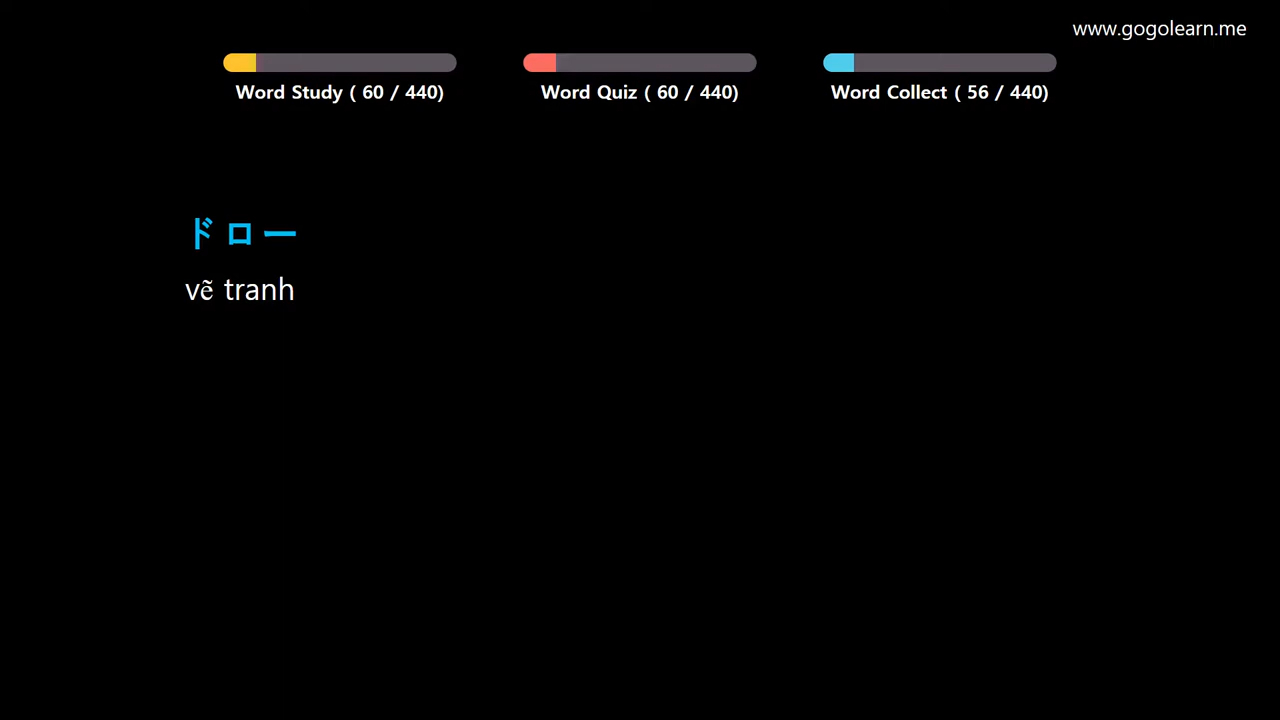 www.gogolearn.me
Word Study ( 60 / 440)
Word Quiz ( 60 / 440)
Word Collect ( 56 / 440)
ドロー
vẽ tranh